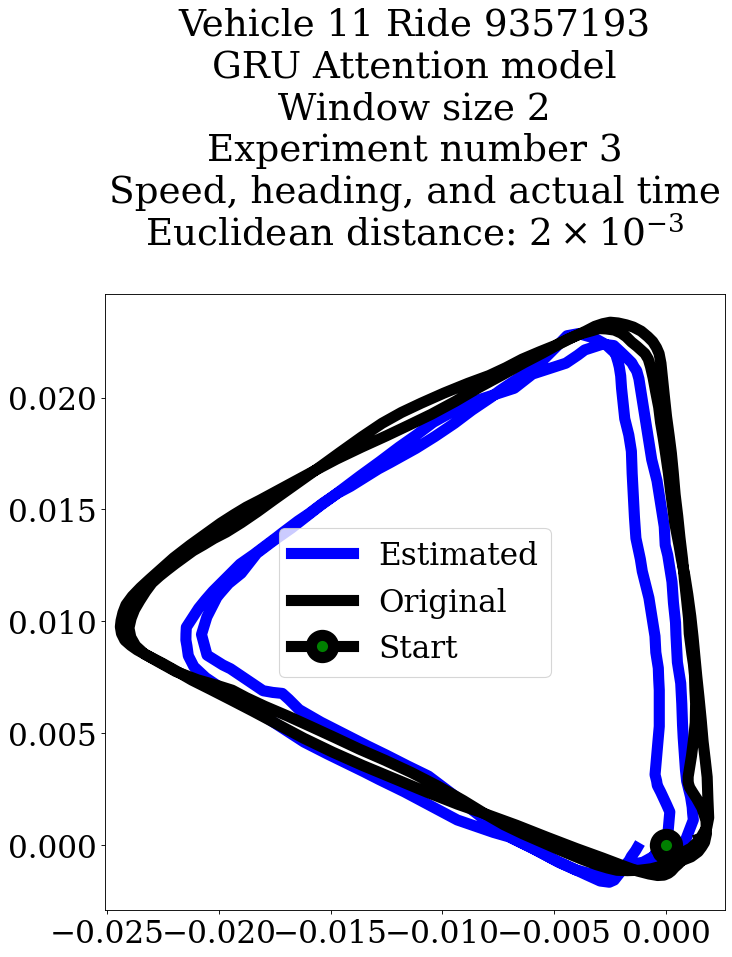 Vehicle 11 Ride 9357193
GRU Attention model
Window size 2
Experiment number 3
Speed, heading, and actual time
Euclidean distance: 2 × 10⁻³
0.020
0.015
Estimated
Original
0.010
Start
0.005
0.000
−0.025 −0.020 −0.015 −0.010 −0.005 0.000